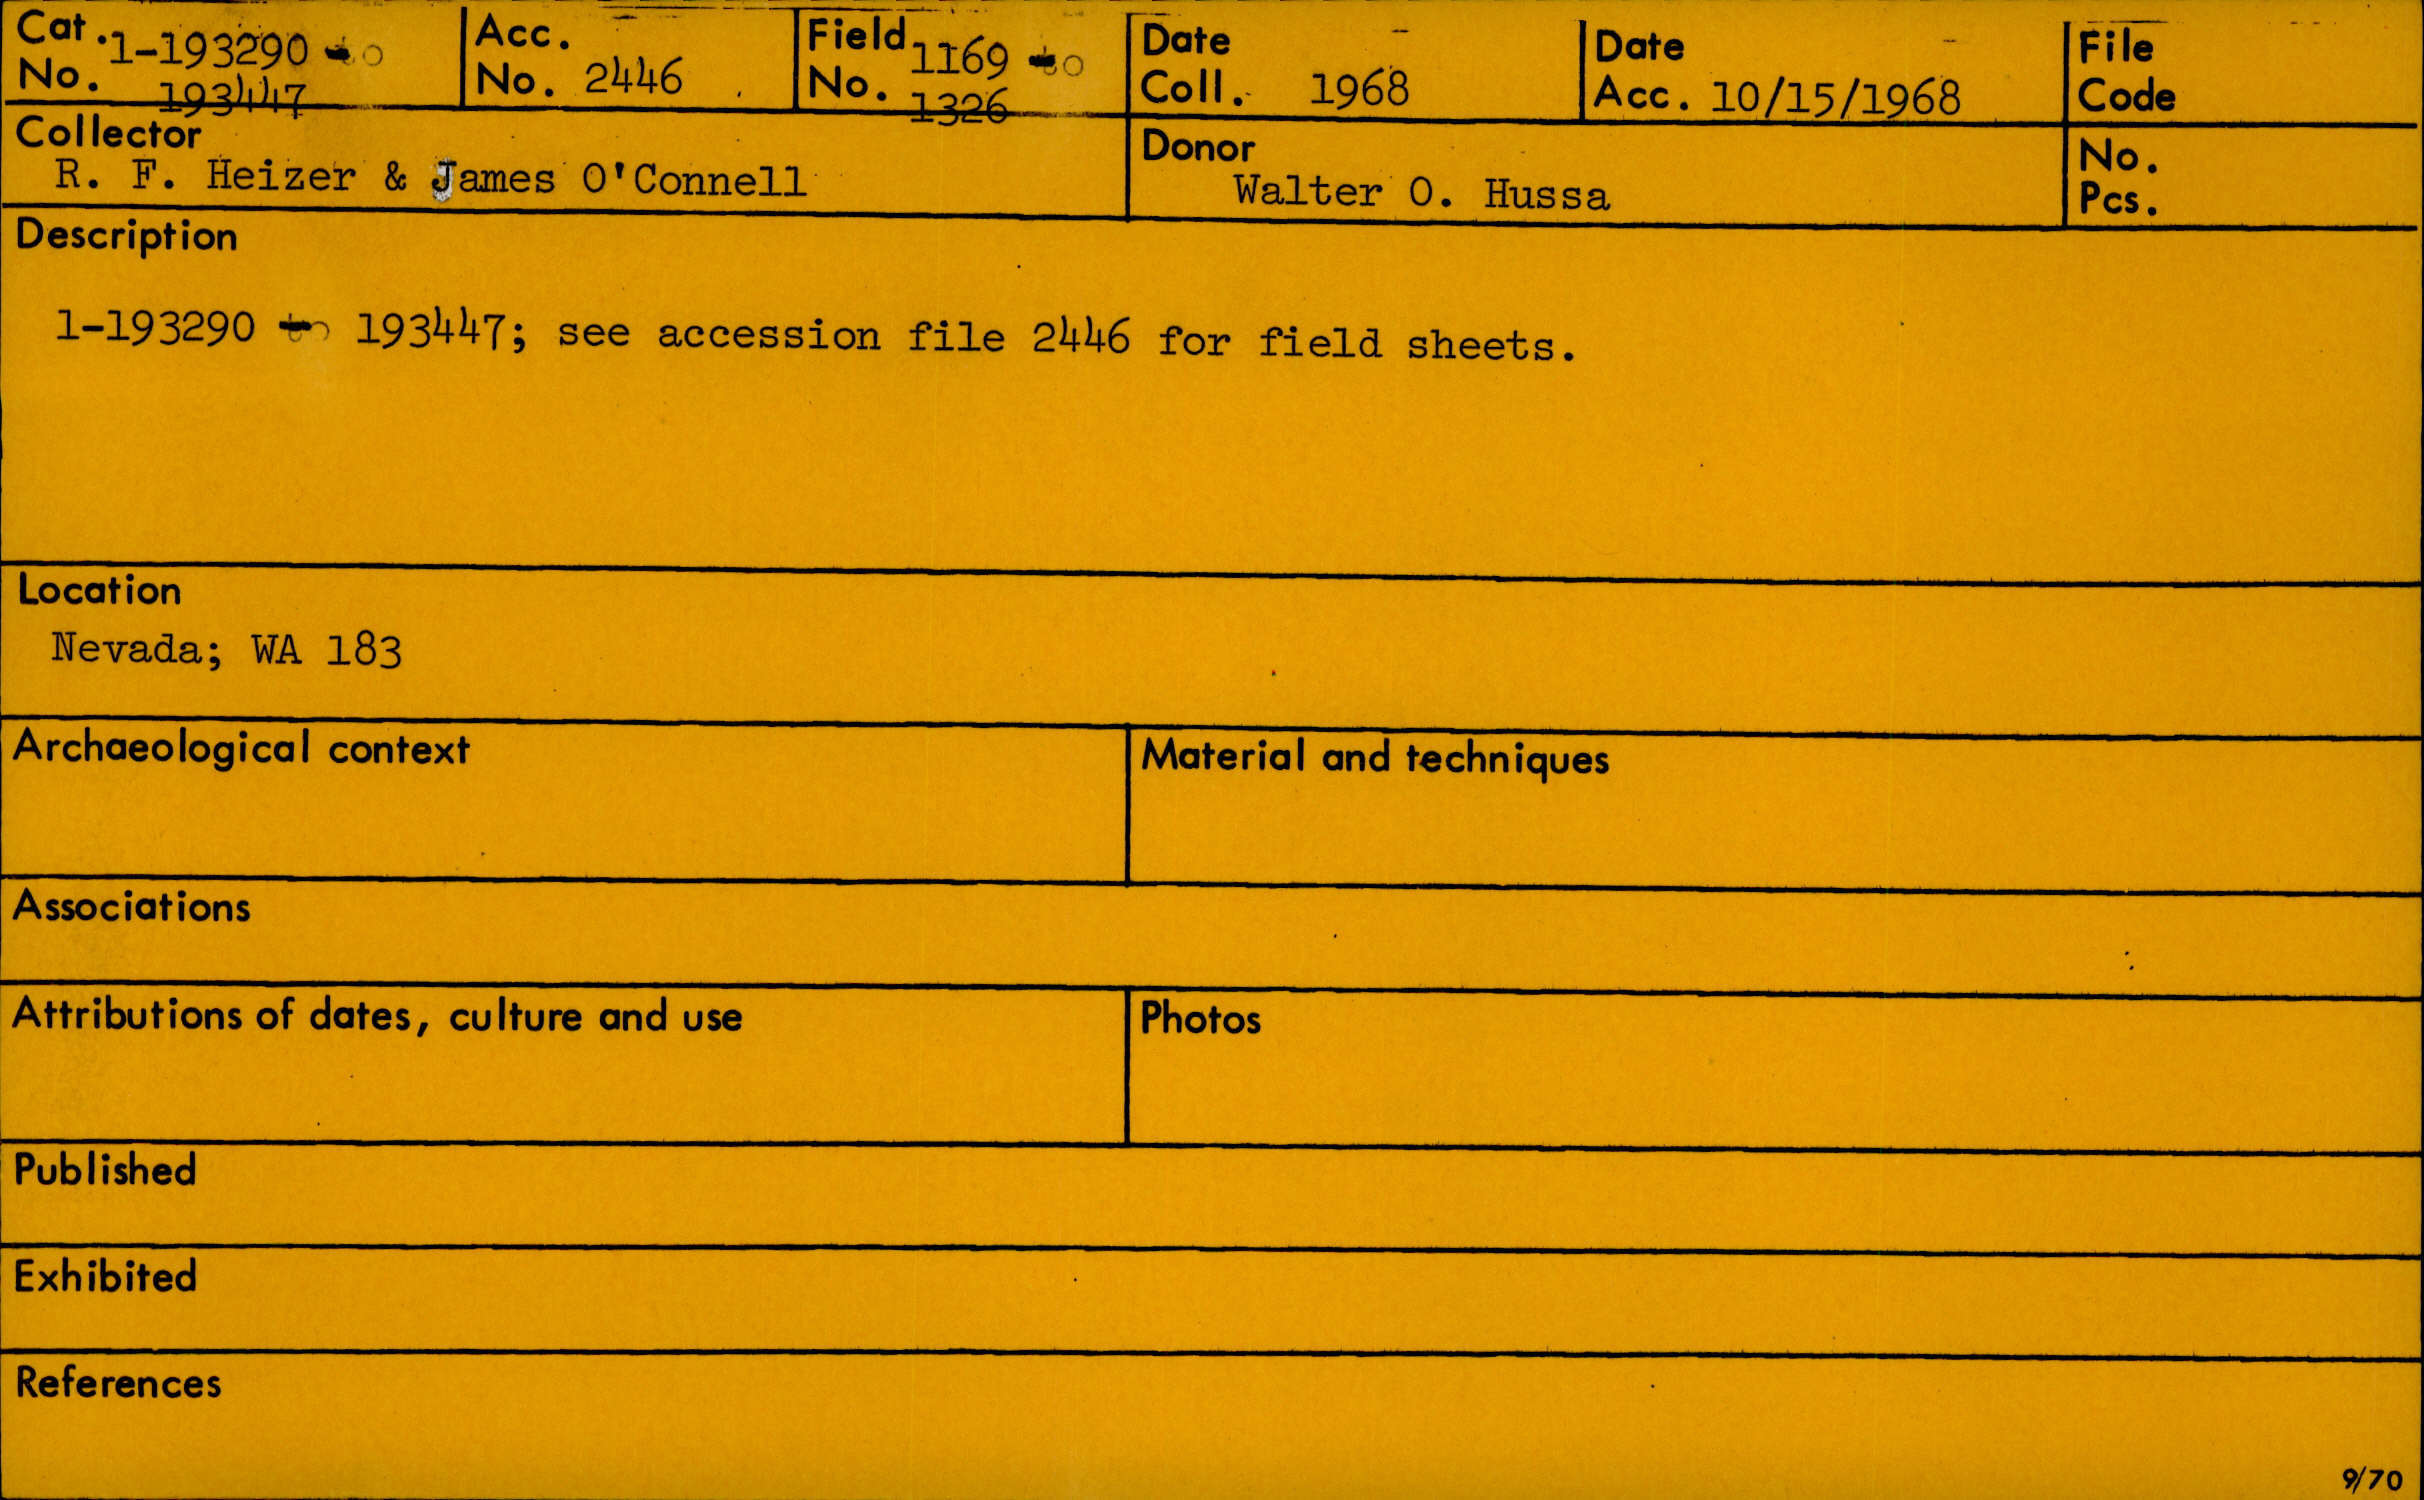 Cat. No. 1-193290 to 193447
Acc. No. 2446
Field No. 1169 to 1326
Date Coll. 1968
Date Acc. 10/15/1968
File Code
Collector
R. F. Heizer & James O'Connell
Donor
Walter O. Hussa
No. Pcs.
Description
1-193290 to 193447; see accession file 2446 for field sheets.
Location
Nevada; WA 183
Archaeological context
Material and techniques
Associations
Attributions of dates, culture and use
Photos
Published
Exhibited
References
9/70